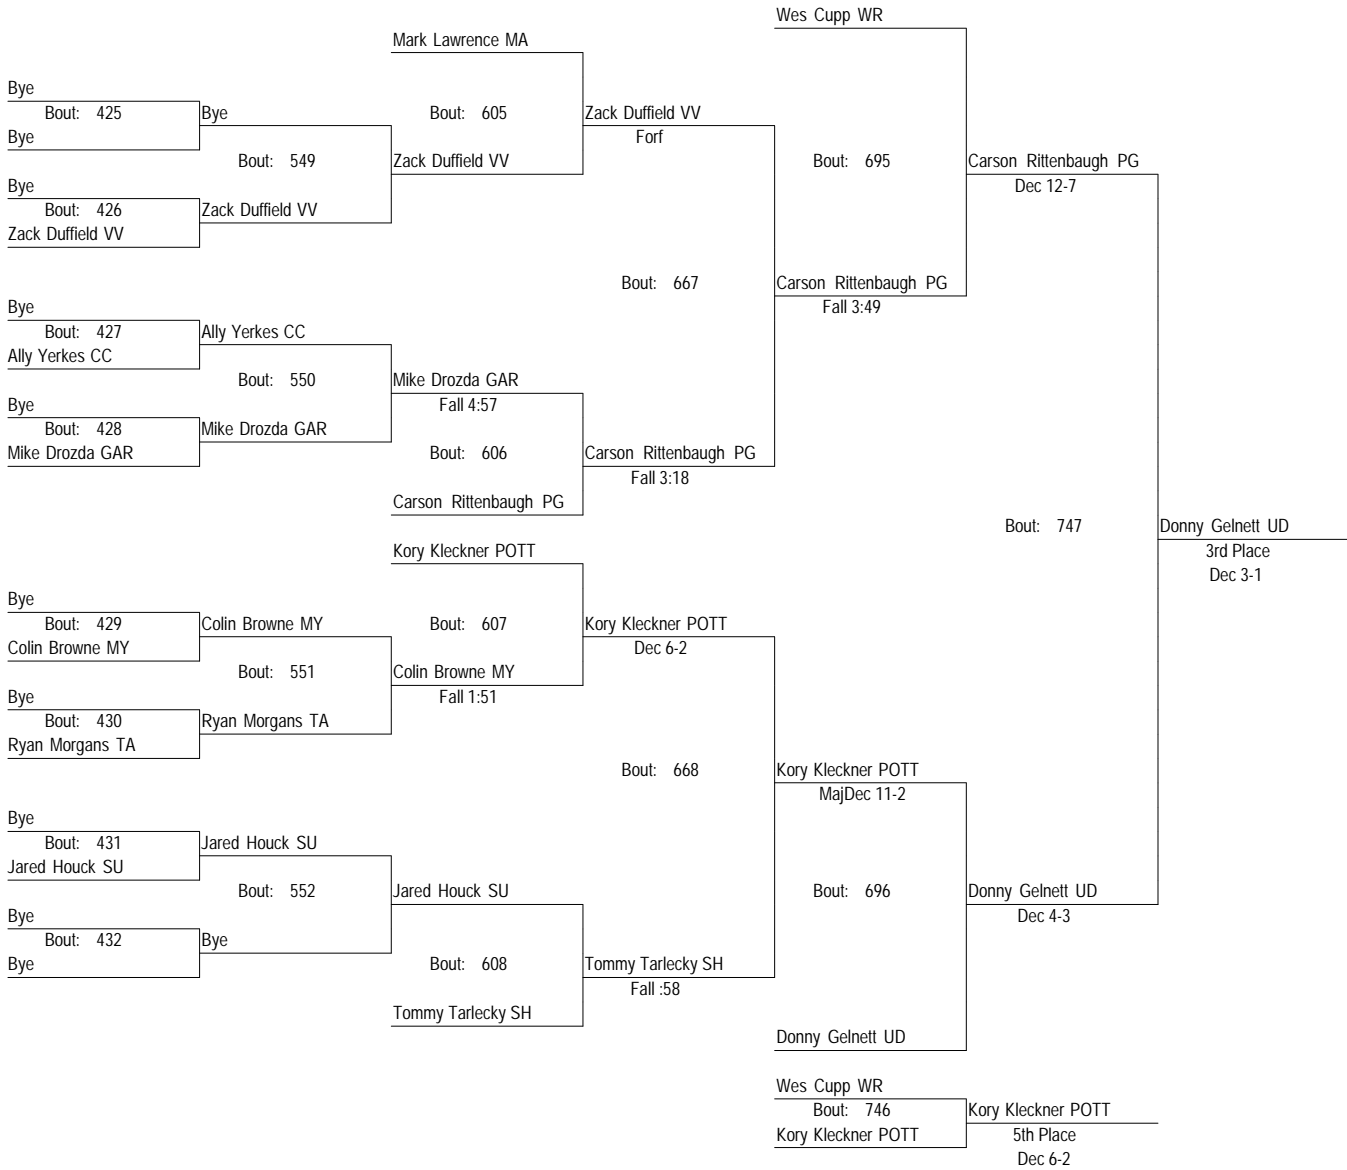 Wes Cupp WR
Mark Lawrence MA
Bye
Bout: 425
Bye
Bout: 605
Zack Duffield VV
Bye
Forf
Bout: 549
Zack Duffield VV
Bout: 695
Carson Rittenbaugh PG
Bye
Dec 12-7
Bout: 426
Zack Duffield VV
Zack Duffield VV
Bout: 667
Carson Rittenbaugh PG
Bye
Fall 3:49
Bout: 427
Ally Yerkes CC
Ally Yerkes CC
Bout: 550
Mike Drozda GAR
Bye
Fall 4:57
Bout: 428
Mike Drozda GAR
Mike Drozda GAR
Bout: 606
Carson Rittenbaugh PG
Fall 3:18
Carson Rittenbaugh PG
Bout: 747
Donny Gelnett UD
Kory Kleckner POTT
3rd Place
Dec 3-1
Bye
Bout: 429
Colin Browne MY
Bout: 607
Kory Kleckner POTT
Colin Browne MY
Dec 6-2
Bout: 551
Colin Browne MY
Bye
Fall 1:51
Bout: 430
Ryan Morgans TA
Ryan Morgans TA
Bout: 668
Kory Kleckner POTT
MajDec 11-2
Bye
Bout: 431
Jared Houck SU
Jared Houck SU
Bout: 552
Jared Houck SU
Bout: 696
Donny Gelnett UD
Bye
Dec 4-3
Bout: 432
Bye
Bye
Bout: 608
Tommy Tarlecky SH
Fall :58
Tommy Tarlecky SH
Donny Gelnett UD
Wes Cupp WR
Bout: 746
Kory Kleckner POTT
Kory Kleckner POTT
5th Place
Dec 6-2